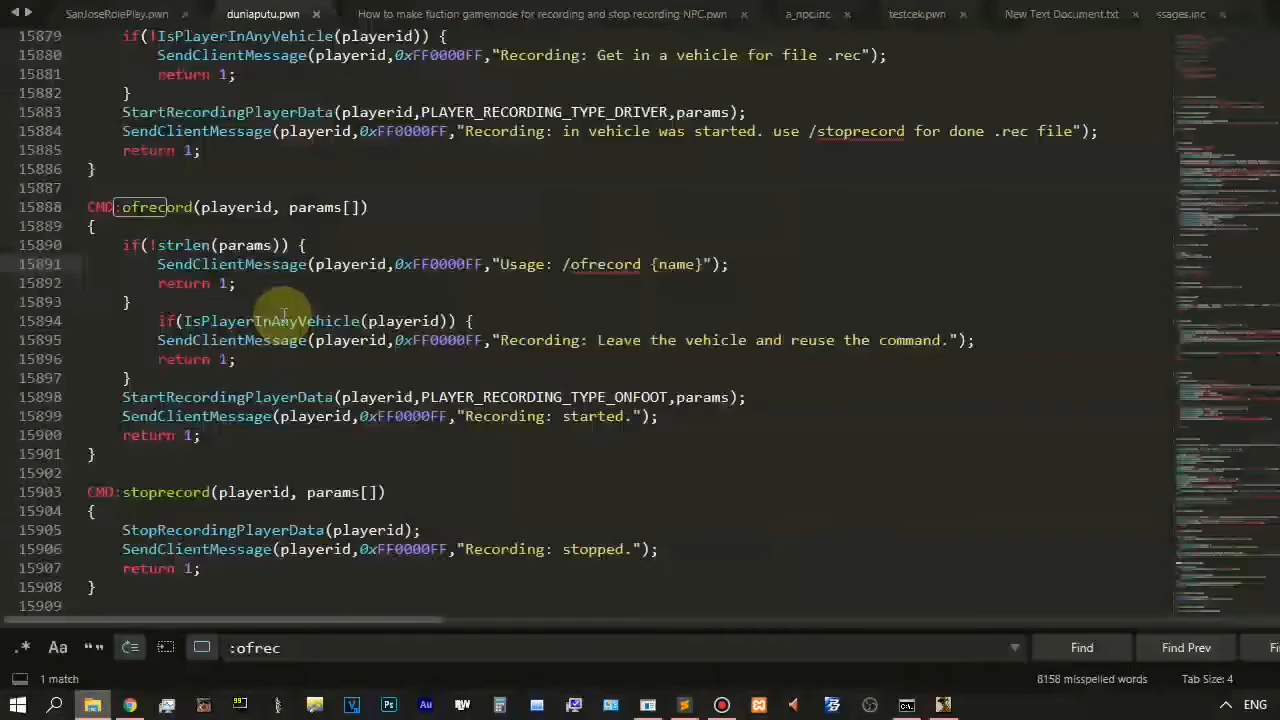 SanJoseRolePlay.pwn duniaputu.pwn How to make fuction gamemode for recording and stop recording NPC.pwn a_npc.inc testcek.pwn New Text Document.txt ssages.inc
15879 if(!IsPlayerInAnyVehicle(playerid)) {
15880 SendClientMessage(playerid,0xFF0000FF,"Recording: Get in a vehicle for file .rec");
15881 return 1;
15882 }
15883 StartRecordingPlayerData(playerid,PLAYER_RECORDING_TYPE_DRIVER,params);
15884 SendClientMessage(playerid,0xFF0000FF,"Recording: in vehicle was started. use /stoprecord for done .rec file");
15885 return 1;
15886 }
15887
15888 CMD:ofrecord(playerid, params[])
15889 {
15890 if(!strlen(params)) {
15891 SendClientMessage(playerid,0xFF0000FF,"Usage: /ofrecord {name}");
15892 return 1;
15893 }
15894 if(IsPlayerInAnyVehicle(playerid)) {
15895 SendClientMessage(playerid,0xFF0000FF,"Recording: Leave the vehicle and reuse the command.");
15896 return 1;
15897 }
15898 StartRecordingPlayerData(playerid,PLAYER_RECORDING_TYPE_ONFOOT,params);
15899 SendClientMessage(playerid,0xFF0000FF,"Recording: started.");
15900 return 1;
15901 }
15902
15903 CMD:stoprecord(playerid, params[])
15904 {
15905 StopRecordingPlayerData(playerid);
15906 SendClientMessage(playerid,0xFF0000FF,"Recording: stopped.");
15907 return 1;
15908 }
15909
.* Aa “” :ofrec Find Find Prev Fi
1 match 8158 misspelled words Tab Size: 4
Ps Au ENG